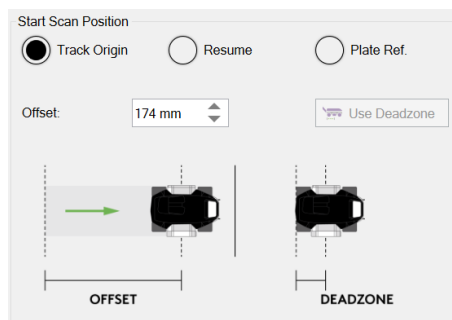 Start Scan Position
Track Origin
Resume
Plate Ref.
Offset:
174 mm
Use Deadzone
OFFSET
DEADZONE